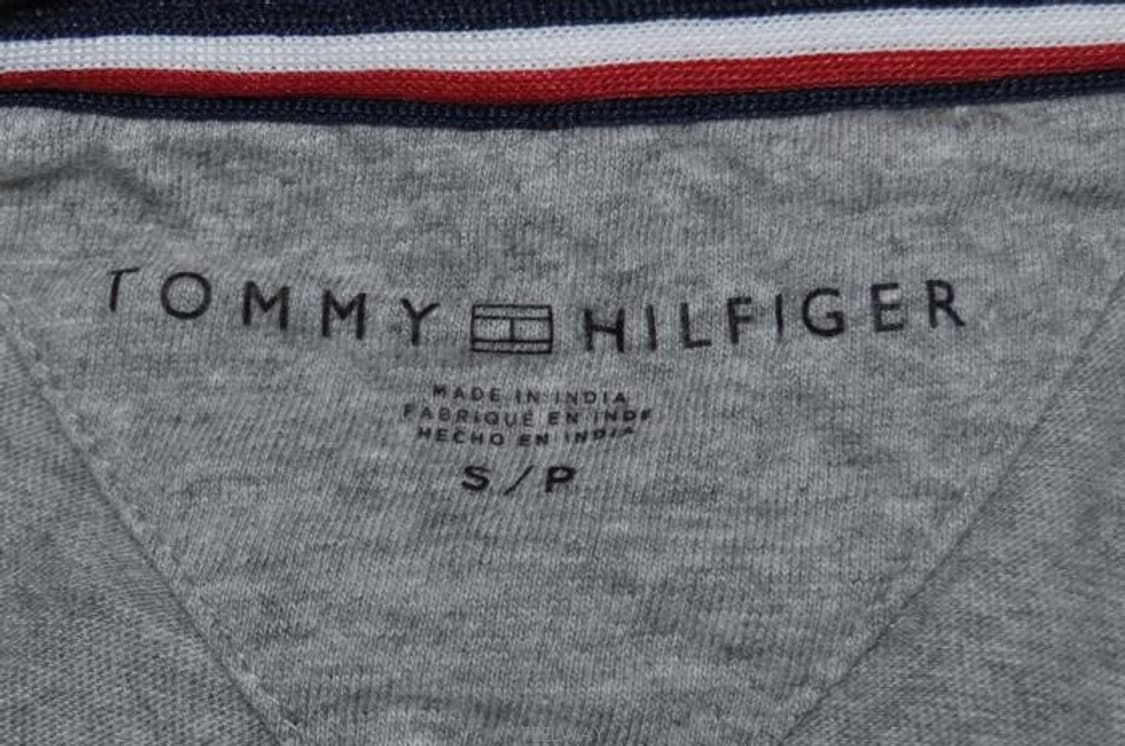 TOMMY HILFIGER
MADE IN INDIA
FABRIQUÉ EN INDE
HECHO EN INDIA
S/P